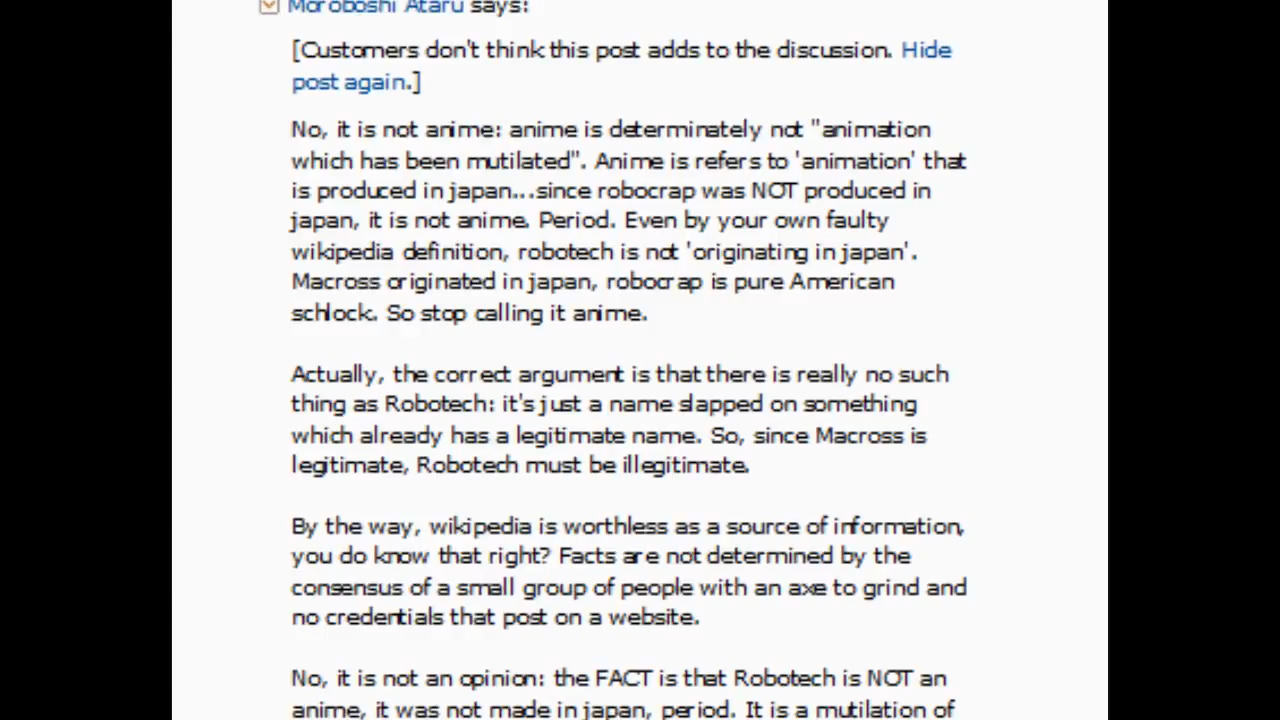 Moroboshi Ataru says:
[Customers don't think this post adds to the discussion. Hide
post again.]
No, it is not anime: anime is determinately not "animation
which has been mutilated". Anime is refers to 'animation' that
is produced in japan...since robocrap was NOT produced in
japan, it is not anime. Period. Even by your own faulty
wikipedia definition, robotech is not 'originating in japan'.
Macross originated in japan, robocrap is pure American
schlock. So stop calling it anime.
Actually, the correct argument is that there is really no such
thing as Robotech: it's just a name slapped on something
which already has a legitimate name. So, since Macross is
legitimate, Robotech must be illegitimate.
By the way, wikipedia is worthless as a source of information,
you do know that right? Facts are not determined by the
consensus of a small group of people with an axe to grind and
no credentials that post on a website.
No, it is not an opinion: the FACT is that Robotech is NOT an
anime, it was not made in japan, period. It is a mutilation of